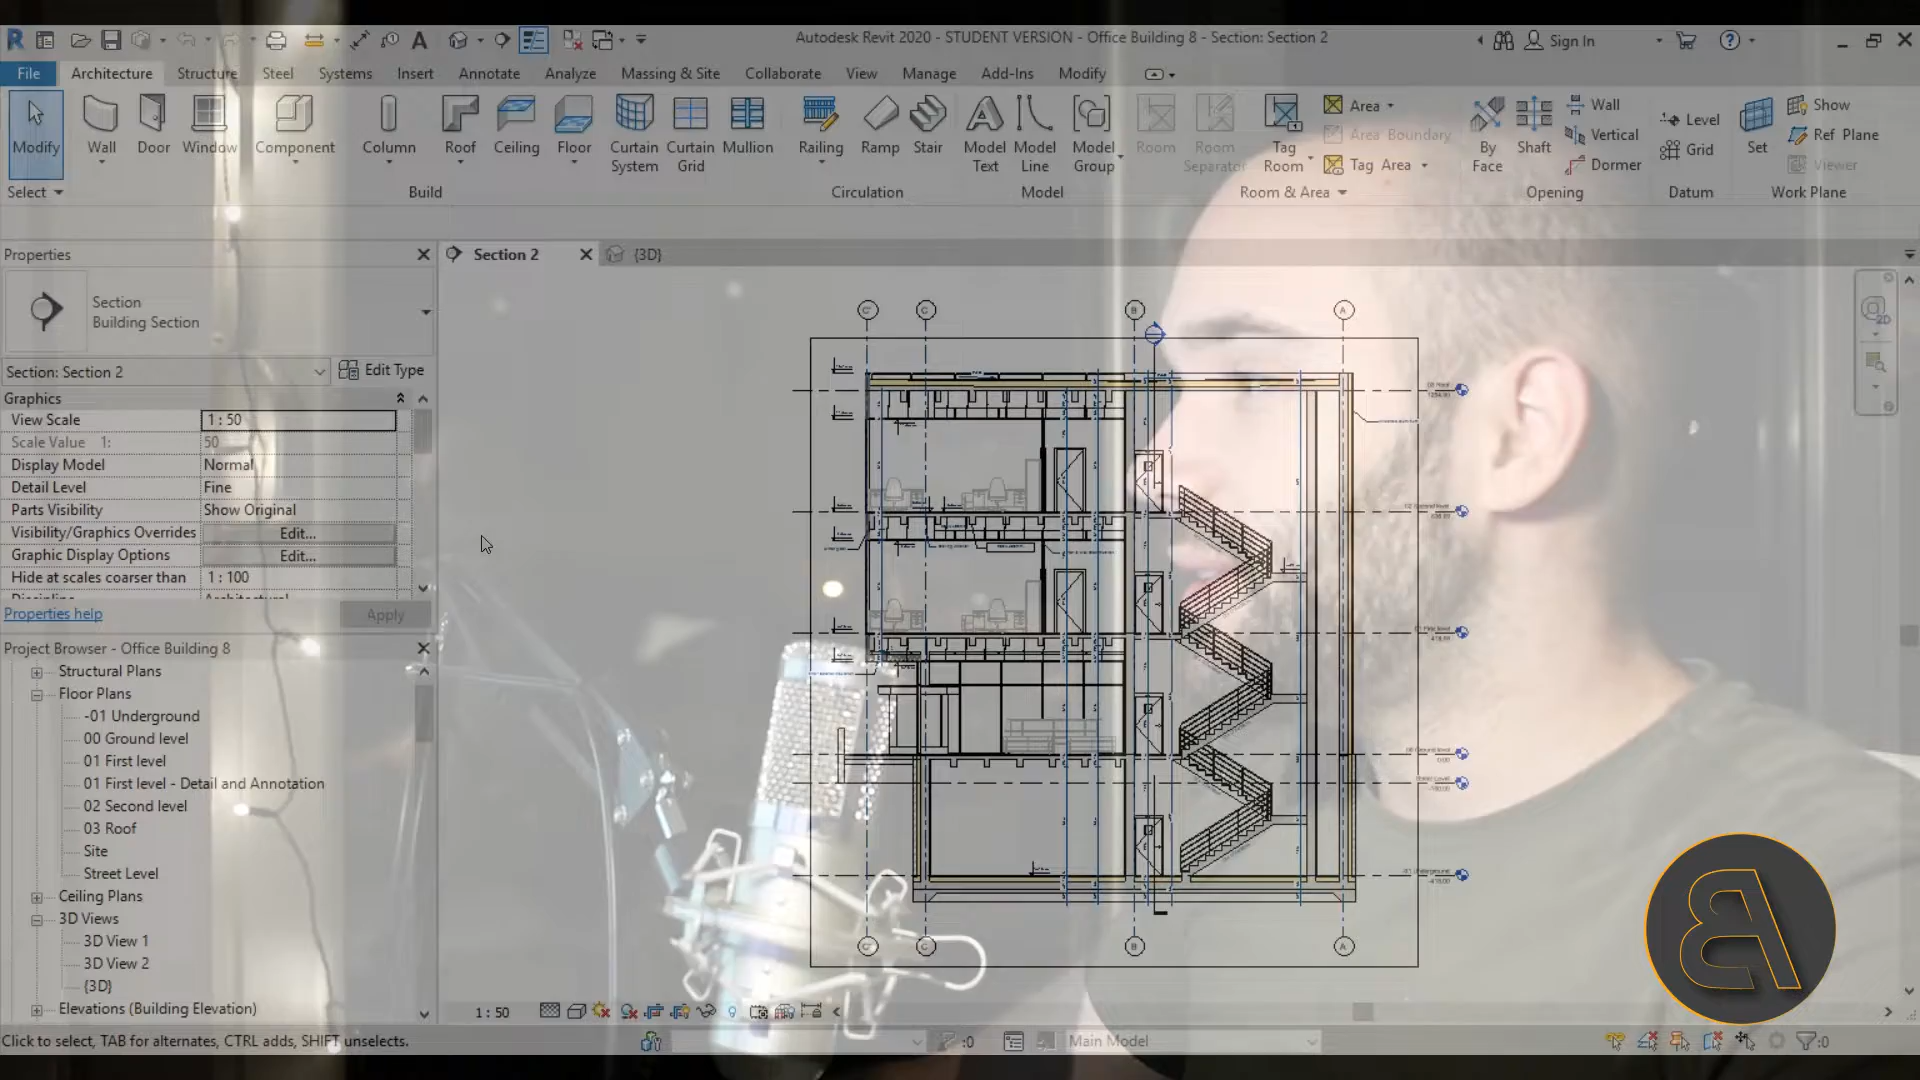 Autodesk Revit 2020 - STUDENT VERSION - Office Building 8 - Section: Section 2
Sign In
File Architecture Structure Steel Systems Insert Annotate Analyze Massing & Site Collaborate View Manage Add-Ins Modify
Modify
Wall
Door
Window
Component
Column
Roof
Ceiling
Floor
Curtain System
Curtain Grid
Mullion
Railing
Ramp
Stair
Model Text
Model Line
Model Group
Room
Room Separator
Tag Room
Area
Area Boundary
Tag Area
By Face
Shaft
Wall
Vertical
Dormer
Level
Grid
Set
Show
Ref Plane
Viewer
Select
Build
Circulation
Model
Room & Area
Opening
Datum
Work Plane
Properties
Section 2
{3D}
Section
Building Section
Section: Section 2
Edit Type
Graphics
View Scale 1 : 50
Scale Value 1: 50
Display Model Normal
Detail Level Fine
Parts Visibility Show Original
Visibility/Graphics Overrides Edit...
Graphic Display Options Edit...
Hide at scales coarser than 1 : 100
Discipline Architectural
Properties help
Apply
Project Browser - Office Building 8
Structural Plans
Floor Plans
-01 Underground
00 Ground level
01 First level
01 First level - Detail and Annotation
02 Second level
03 Roof
Site
Street Level
Ceiling Plans
3D Views
3D View 1
3D View 2
{3D}
Elevations (Building Elevation)
C' C B A
2D
C' C B A
1 : 50
Click to select, TAB for alternates, CTRL adds, SHIFT unselects.
:0
Main Model
:0